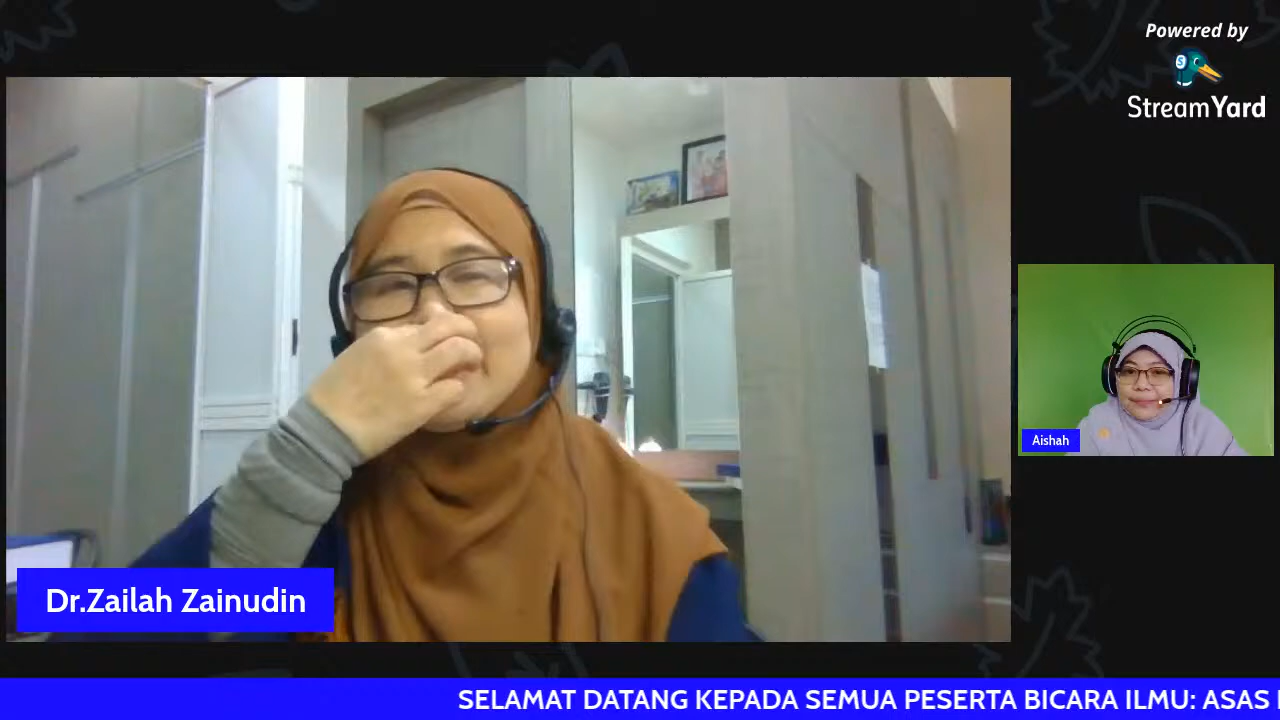 Powered by
StreamYard
Aishah
Dr.Zailah Zainudin
SELAMAT DATANG KEPADA SEMUA PESERTA BICARA ILMU: ASAS